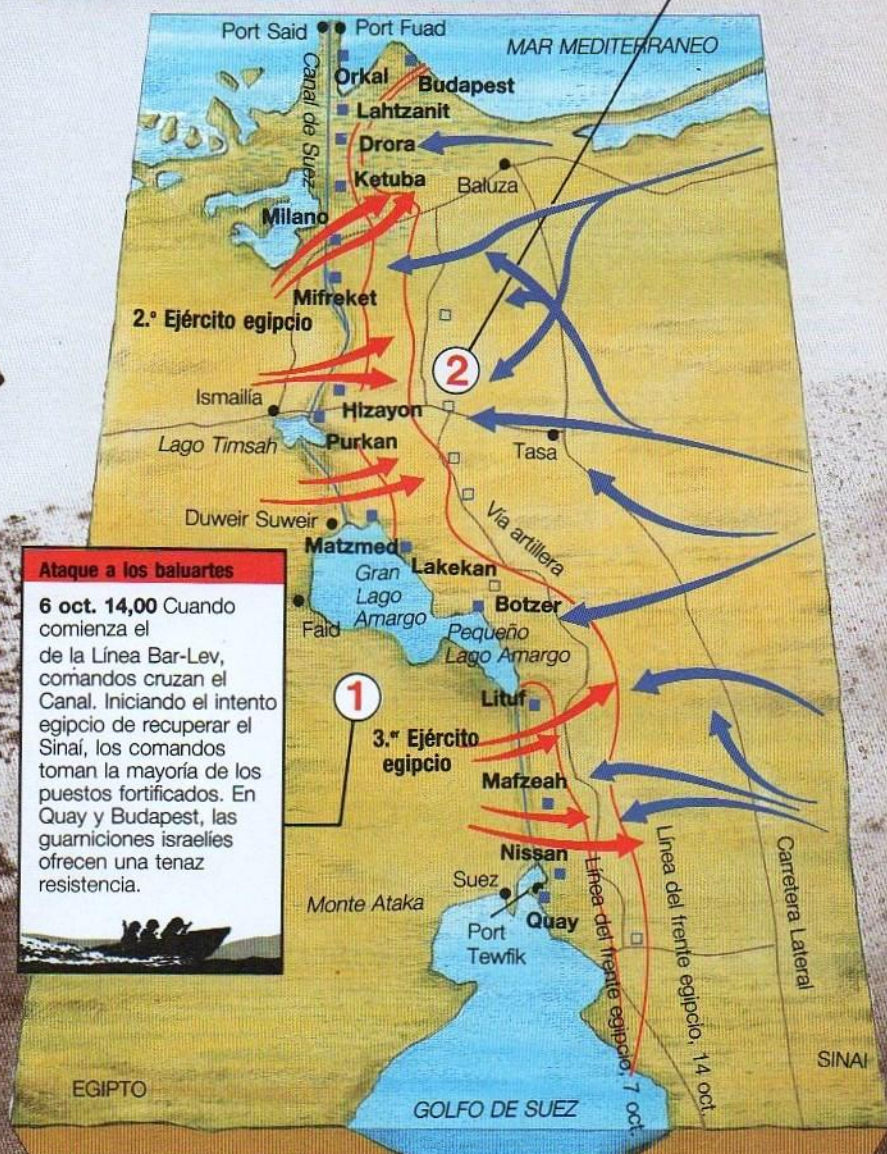 Port Said
Port Fuad
MAR MEDITERRANEO
Canal de Suez
Orkal
Budapest
Lahtzanit
Drora
Ketuba
Baluza
Milano
Mifreket
2.º Ejército egipcio
2
Ismailía
Hizayon
Lago Timsah
Purkan
Tasa
Duweir Suweir
Vía artillera
Matzmed
Lakekan
Gran
Lago
Amargo
Botzer
Faid
Pequeño
Lago Amargo
Ataque a los baluartes
6 oct. 14,00 Cuando
comienza el
de la Línea Bar-Lev,
comandos cruzan el
Canal. Iniciando el intento
egipcio de recuperar el
Sinaí, los comandos
toman la mayoría de los
puestos fortificados. En
Quay y Budapest, las
guarniciones israelíes
ofrecen una tenaz
resistencia.
1
Lituf
3.er Ejército
egipcio
Mafzeah
Nissan
Suez
Monte Ataka
Quay
Port
Tewfik
Línea del frente egipcio, 7 oct.
Línea del frente egipcio, 14 oct.
Carretera Lateral
SINAI
EGIPTO
GOLFO DE SUEZ